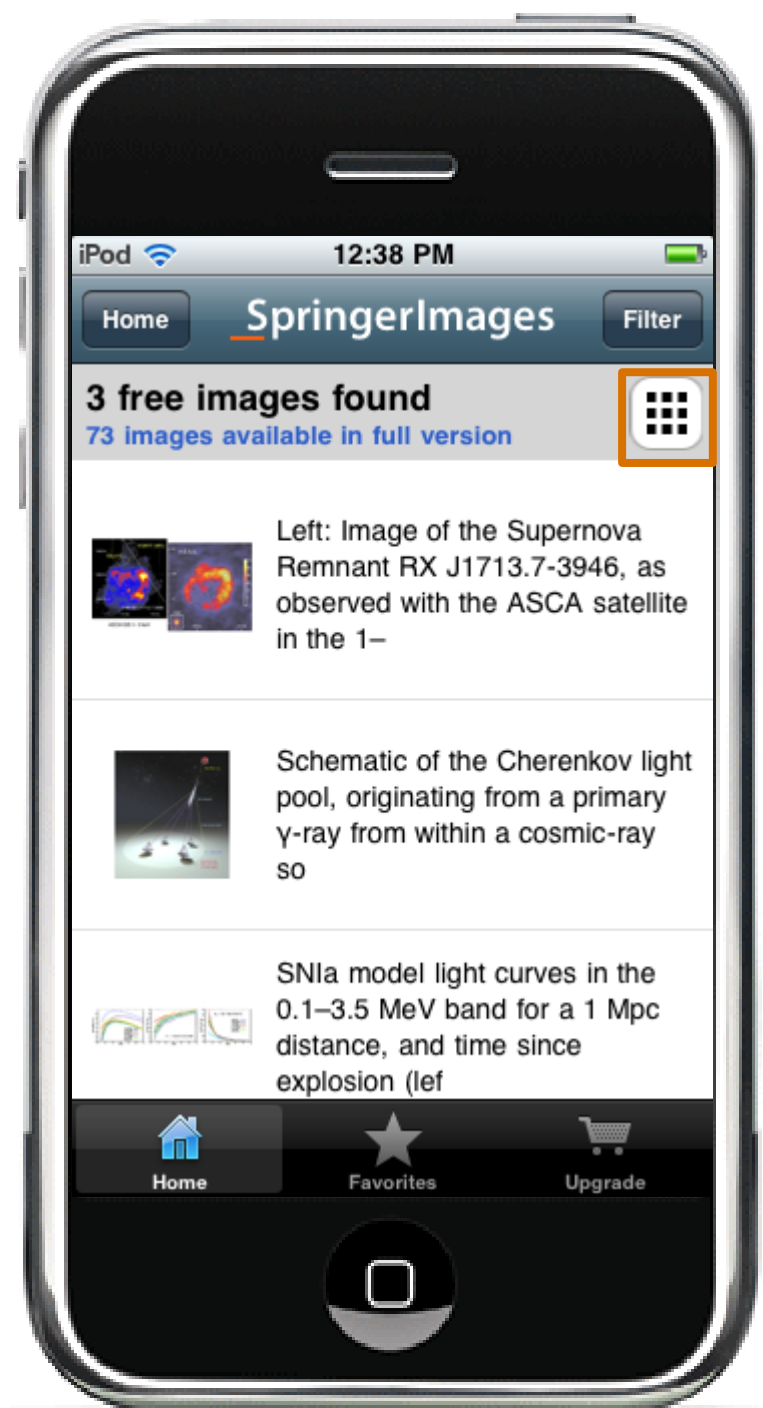 iPod 12:38 PM
Home SpringerImages Filter
3 free images found
73 images available in full version
Left: Image of the Supernova
Remnant RX J1713.7-3946, as
observed with the ASCA satellite
in the 1–
Schematic of the Cherenkov light
pool, originating from a primary
γ-ray from within a cosmic-ray
so
SNIa model light curves in the
0.1–3.5 MeV band for a 1 Mpc
distance, and time since
explosion (lef
Home Favorites Upgrade